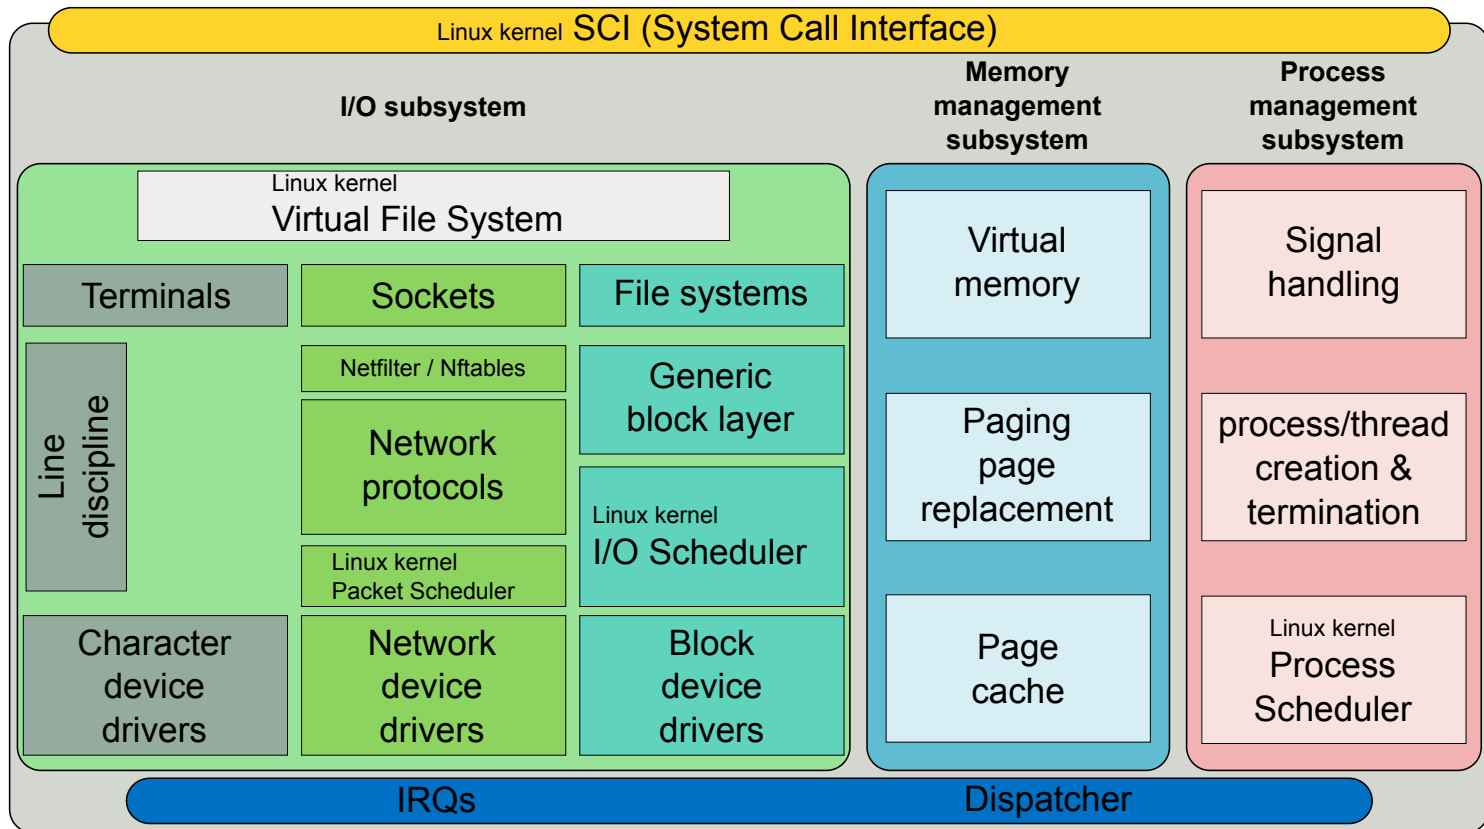 Linux kernel SCI (System Call Interface)
I/O subsystem
Memory
management
subsystem
Process
management
subsystem
Linux kernel
Virtual File System
Terminals
Sockets
File systems
Line
discipline
Netfilter / Nftables
Network
protocols
Linux kernel
Packet Scheduler
Generic
block layer
Linux kernel
I/O Scheduler
Character
device
drivers
Network
device
drivers
Block
device
drivers
Virtual
memory
Paging
page
replacement
Page
cache
Signal
handling
process/thread
creation &
termination
Linux kernel
Process
Scheduler
IRQs
Dispatcher